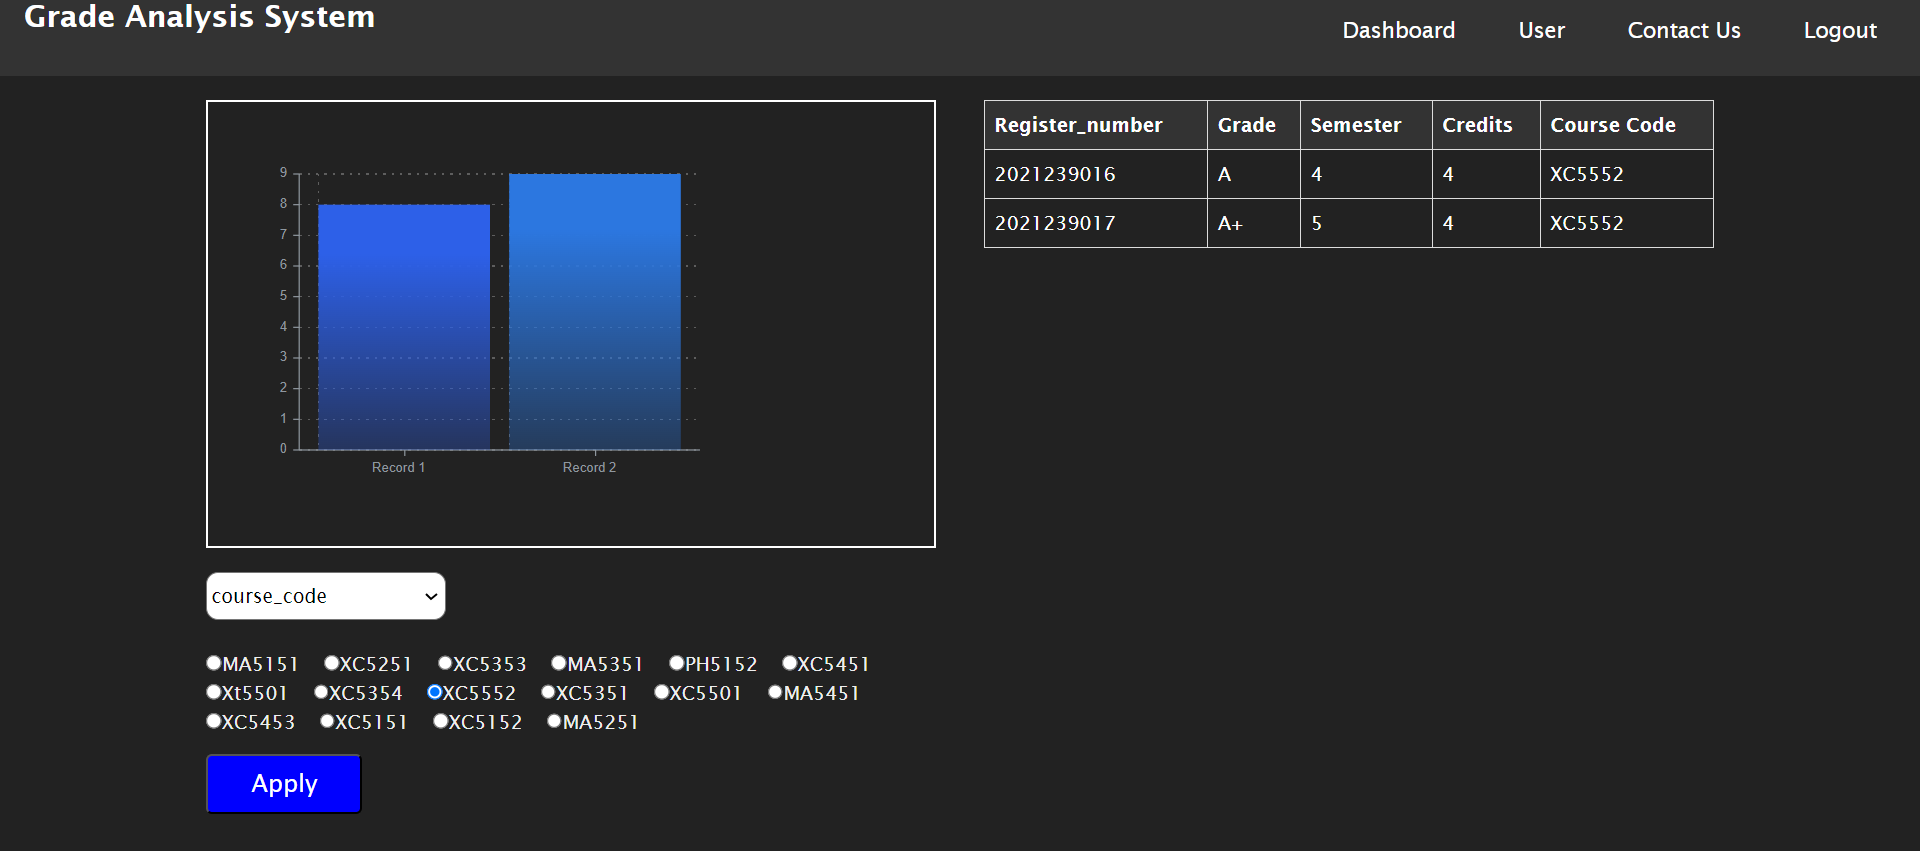 Grade Analysis System
Dashboard User Contact Us Logout
9
8
7
6
5
4
3
2
1
0
Record 1 Record 2
Register_number Grade Semester Credits Course Code
2021239016 A 4 4 XC5552
2021239017 A+ 5 4 XC5552
course_code
MA5151 XC5251 XC5353 MA5351 PH5152 XC5451
Xt5501 XC5354 XC5552 XC5351 XC5501 MA5451
XC5453 XC5151 XC5152 MA5251
Apply